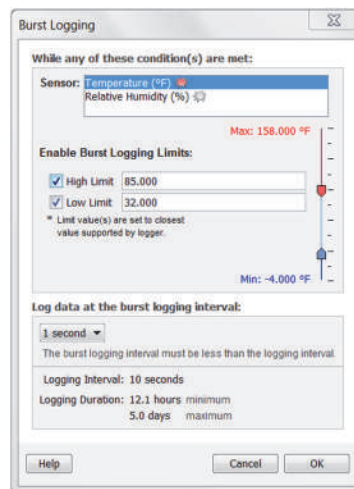 Burst Logging
While any of these condition(s) are met:
Sensor: Temperature (°F)
Relative Humidity (%)
Max: 158.000 °F
Enable Burst Logging Limits:
High Limit 85.000
Low Limit 32.000
* Limit value(s) are set to closest
value supported by logger.
Min: -4.000 °F
Log data at the burst logging interval:
1 second
The burst logging interval must be less than the logging interval.
Logging Interval: 10 seconds
Logging Duration: 12.1 hours minimum
5.0 days maximum
Help Cancel OK